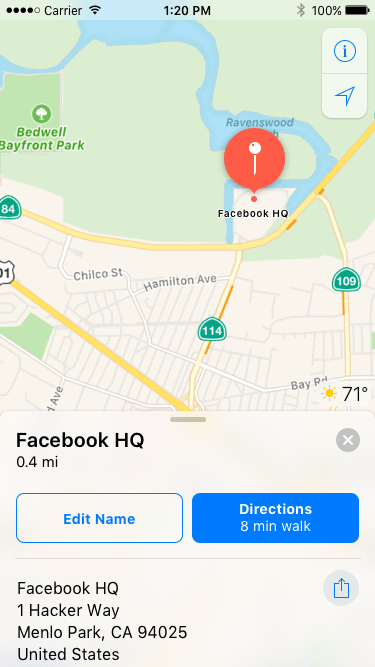 Carrier
1:20 PM
100%
Ravenswood
Bedwell
Bayfront Park
Facebook HQ
84
101
Chilco St
Hamilton Ave
109
114
Bay Rd
71°
Facebook HQ
0.4 mi
Edit Name
Directions
8 min walk
Facebook HQ
1 Hacker Way
Menlo Park, CA 94025
United States